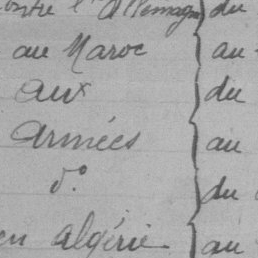 contre l'Allemagne } du
au Maroc { au
aux } du
Armées { au
d° } du
en Algérie { au